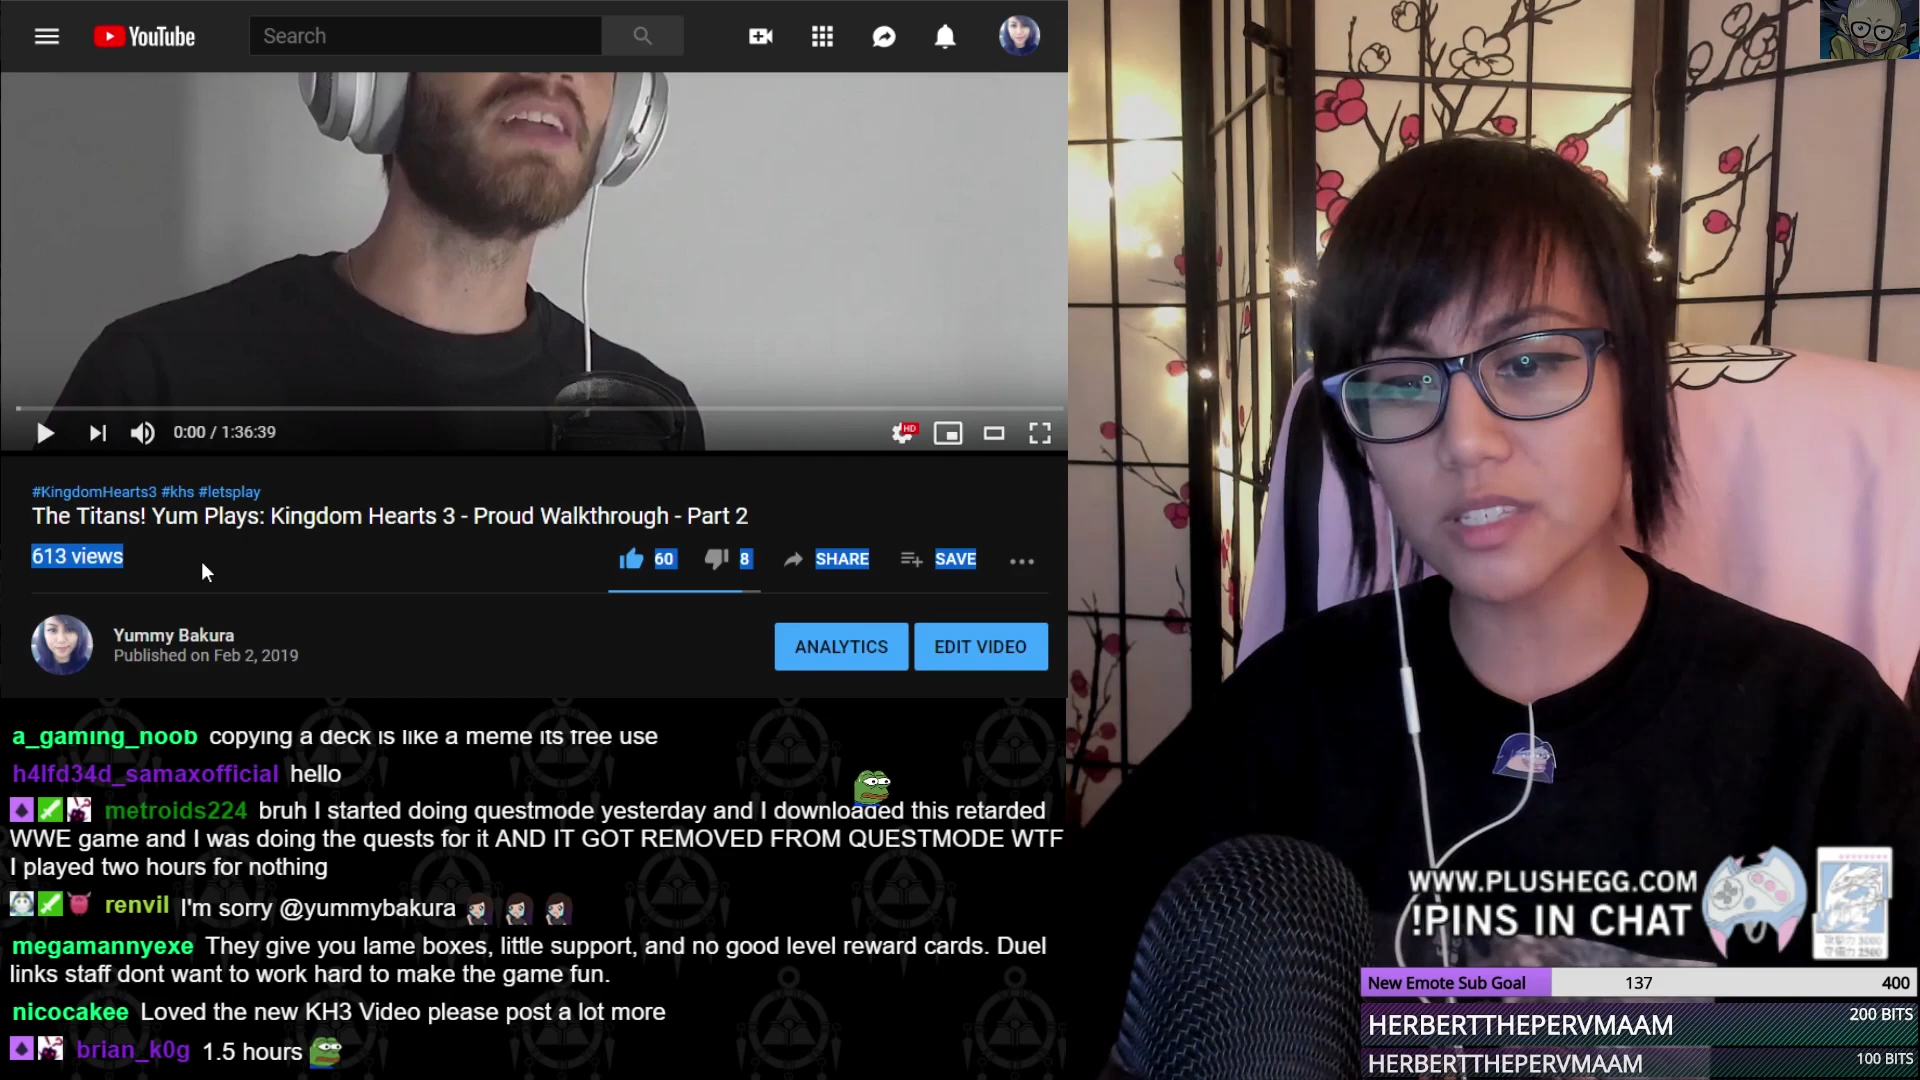 YouTube
Search
HD
0:00 / 1:36:39
#KingdomHearts3 #khs #letsplay
The Titans! Yum Plays: Kingdom Hearts 3 - Proud Walkthrough - Part 2
613 views
60
8
SHARE
SAVE
Yummy Bakura
Published on Feb 2, 2019
ANALYTICS
EDIT VIDEO
a_gaming_noob copying a deck is like a meme its free use
h4lfd34d_samaxofficial hello
metroids224 bruh I started doing questmode yesterday and I downloaded this retarded
WWE game and I was doing the quests for it AND IT GOT REMOVED FROM QUESTMODE WTF
I played two hours for nothing
renvil I'm sorry @yummybakura
megamannyexe They give you lame boxes, little support, and no good level reward cards. Duel
links staff dont want to work hard to make the game fun.
nicocakee Loved the new KH3 Video please post a lot more
brian_k0g 1.5 hours
WWW.PLUSHEGG.COM
!PINS IN CHAT
New Emote Sub Goal 137 400
HERBERTTHEPERVMAAM 200 BITS
HERBERTTHEPERVMAAM 100 BITS